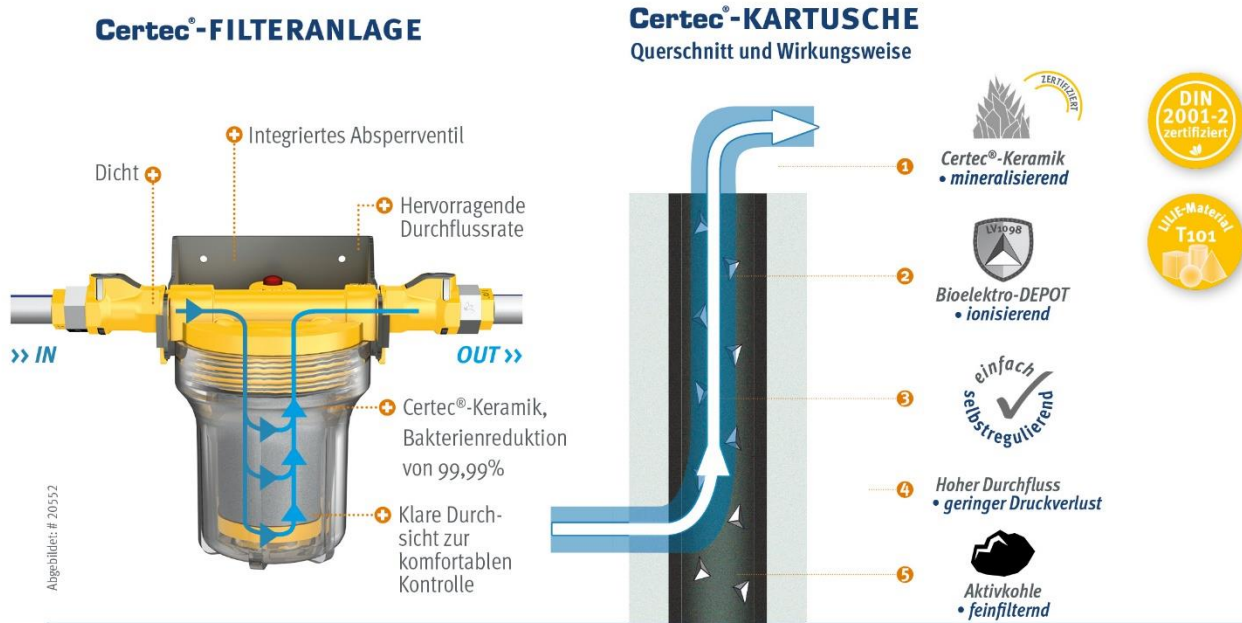 Certec®-FILTERANLAGE
Integriertes Absperrventil
Dicht
Hervorragende
Durchflussrate
>> IN
OUT >>
Certec®-Keramik,
Bakterienreduktion
von 99,99%
Klare Durch-
sicht zur
komfortablen
Kontrolle
Abgebildet: # 20552
Certec®-KARTUSCHE
Querschnitt und Wirkungsweise
1
ZERTIFIZIERT
Certec®-Keramik
• mineralisierend
2
LV1098
Bioelektro-DEPOT
• ionisierend
3
einfach
selbstregulierend
4
Hoher Durchfluss
• geringer Druckverlust
5
Aktivkohle
• feinfilternd
DIN
2001-2
zertifiziert
LILIE-Material
T101